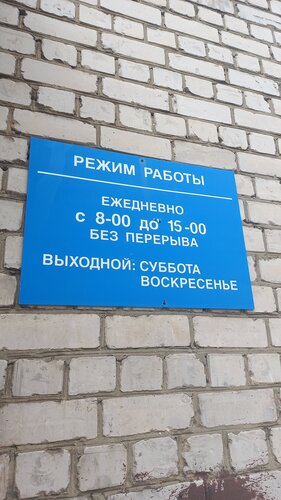 РЕЖИМ РАБОТЫ
ЕЖЕДНЕВНО
С 8-00 ДО 15-00
БЕЗ ПЕРЕРЫВА
ВЫХОДНОЙ: СУББОТА
ВОСКРЕСЕНЬЕ